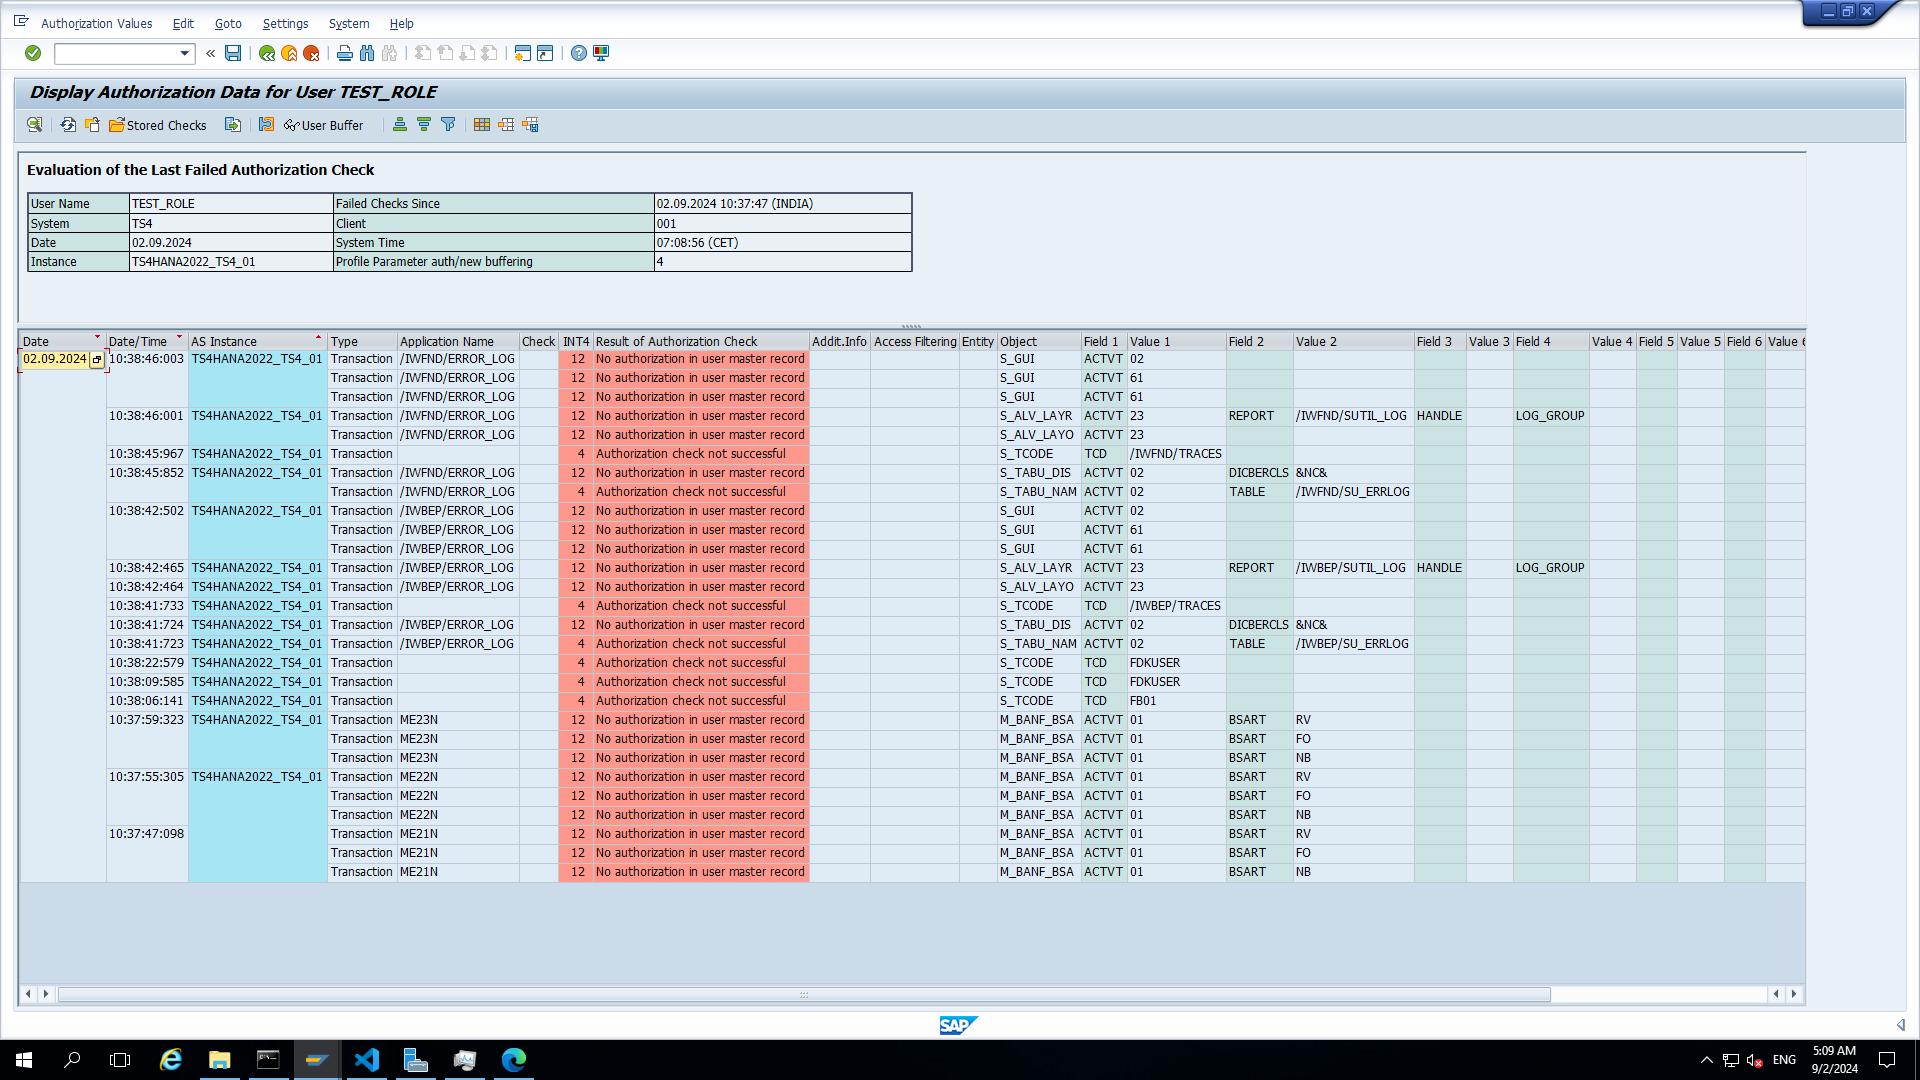 Authorization Values Edit Goto Settings System Help
Display Authorization Data for User TEST_ROLE
Stored Checks User Buffer
Evaluation of the Last Failed Authorization Check
User Name TEST_ROLE Failed Checks Since 02.09.2024 10:37:47 (INDIA)
System TS4 Client 001
Date 02.09.2024 System Time 07:08:56 (CET)
Instance TS4HANA2022_TS4_01 Profile Parameter auth/new buffering 4
Date Date/Time AS Instance Type Application Name Check INT4 Result of Authorization Check Addit.Info Access Filtering Entity Object Field 1 Value 1 Field 2 Value 2 Field 3 Value 3 Field 4 Value 4 Field 5 Value 5 Field 6 Value 6
02.09.2024 10:38:46:003 TS4HANA2022_TS4_01 Transaction /IWFND/ERROR_LOG 12 No authorization in user master record S_GUI ACTVT 02
Transaction /IWFND/ERROR_LOG 12 No authorization in user master record S_GUI ACTVT 61
Transaction /IWFND/ERROR_LOG 12 No authorization in user master record S_GUI ACTVT 61
10:38:46:001 TS4HANA2022_TS4_01 Transaction /IWFND/ERROR_LOG 12 No authorization in user master record S_ALV_LAYR ACTVT 23 REPORT /IWFND/SUTIL_LOG HANDLE LOG_GROUP
Transaction /IWFND/ERROR_LOG 12 No authorization in user master record S_ALV_LAYO ACTVT 23
10:38:45:967 TS4HANA2022_TS4_01 Transaction 4 Authorization check not successful S_TCODE TCD /IWFND/TRACES
10:38:45:852 TS4HANA2022_TS4_01 Transaction /IWFND/ERROR_LOG 12 No authorization in user master record S_TABU_DIS ACTVT 02 DICBERCLS &NC&
Transaction /IWFND/ERROR_LOG 4 Authorization check not successful S_TABU_NAM ACTVT 02 TABLE /IWFND/SU_ERRLOG
10:38:42:502 TS4HANA2022_TS4_01 Transaction /IWBEP/ERROR_LOG 12 No authorization in user master record S_GUI ACTVT 02
Transaction /IWBEP/ERROR_LOG 12 No authorization in user master record S_GUI ACTVT 61
Transaction /IWBEP/ERROR_LOG 12 No authorization in user master record S_GUI ACTVT 61
10:38:42:465 TS4HANA2022_TS4_01 Transaction /IWBEP/ERROR_LOG 12 No authorization in user master record S_ALV_LAYR ACTVT 23 REPORT /IWBEP/SUTIL_LOG HANDLE LOG_GROUP
10:38:42:464 TS4HANA2022_TS4_01 Transaction /IWBEP/ERROR_LOG 12 No authorization in user master record S_ALV_LAYO ACTVT 23
10:38:41:733 TS4HANA2022_TS4_01 Transaction 4 Authorization check not successful S_TCODE TCD /IWBEP/TRACES
10:38:41:724 TS4HANA2022_TS4_01 Transaction /IWBEP/ERROR_LOG 12 No authorization in user master record S_TABU_DIS ACTVT 02 DICBERCLS &NC&
10:38:41:723 TS4HANA2022_TS4_01 Transaction /IWBEP/ERROR_LOG 4 Authorization check not successful S_TABU_NAM ACTVT 02 TABLE /IWBEP/SU_ERRLOG
10:38:22:579 TS4HANA2022_TS4_01 Transaction 4 Authorization check not successful S_TCODE TCD FDKUSER
10:38:09:585 TS4HANA2022_TS4_01 Transaction 4 Authorization check not successful S_TCODE TCD FDKUSER
10:38:06:141 TS4HANA2022_TS4_01 Transaction 4 Authorization check not successful S_TCODE TCD FB01
10:37:59:323 TS4HANA2022_TS4_01 Transaction ME23N 12 No authorization in user master record M_BANF_BSA ACTVT 01 BSART RV
Transaction ME23N 12 No authorization in user master record M_BANF_BSA ACTVT 01 BSART FO
Transaction ME23N 12 No authorization in user master record M_BANF_BSA ACTVT 01 BSART NB
10:37:55:305 TS4HANA2022_TS4_01 Transaction ME22N 12 No authorization in user master record M_BANF_BSA ACTVT 01 BSART RV
Transaction ME22N 12 No authorization in user master record M_BANF_BSA ACTVT 01 BSART FO
Transaction ME22N 12 No authorization in user master record M_BANF_BSA ACTVT 01 BSART NB
10:37:47:098 Transaction ME21N 12 No authorization in user master record M_BANF_BSA ACTVT 01 BSART RV
Transaction ME21N 12 No authorization in user master record M_BANF_BSA ACTVT 01 BSART FO
Transaction ME21N 12 No authorization in user master record M_BANF_BSA ACTVT 01 BSART NB
SAP
ENG 5:09 AM
9/2/2024